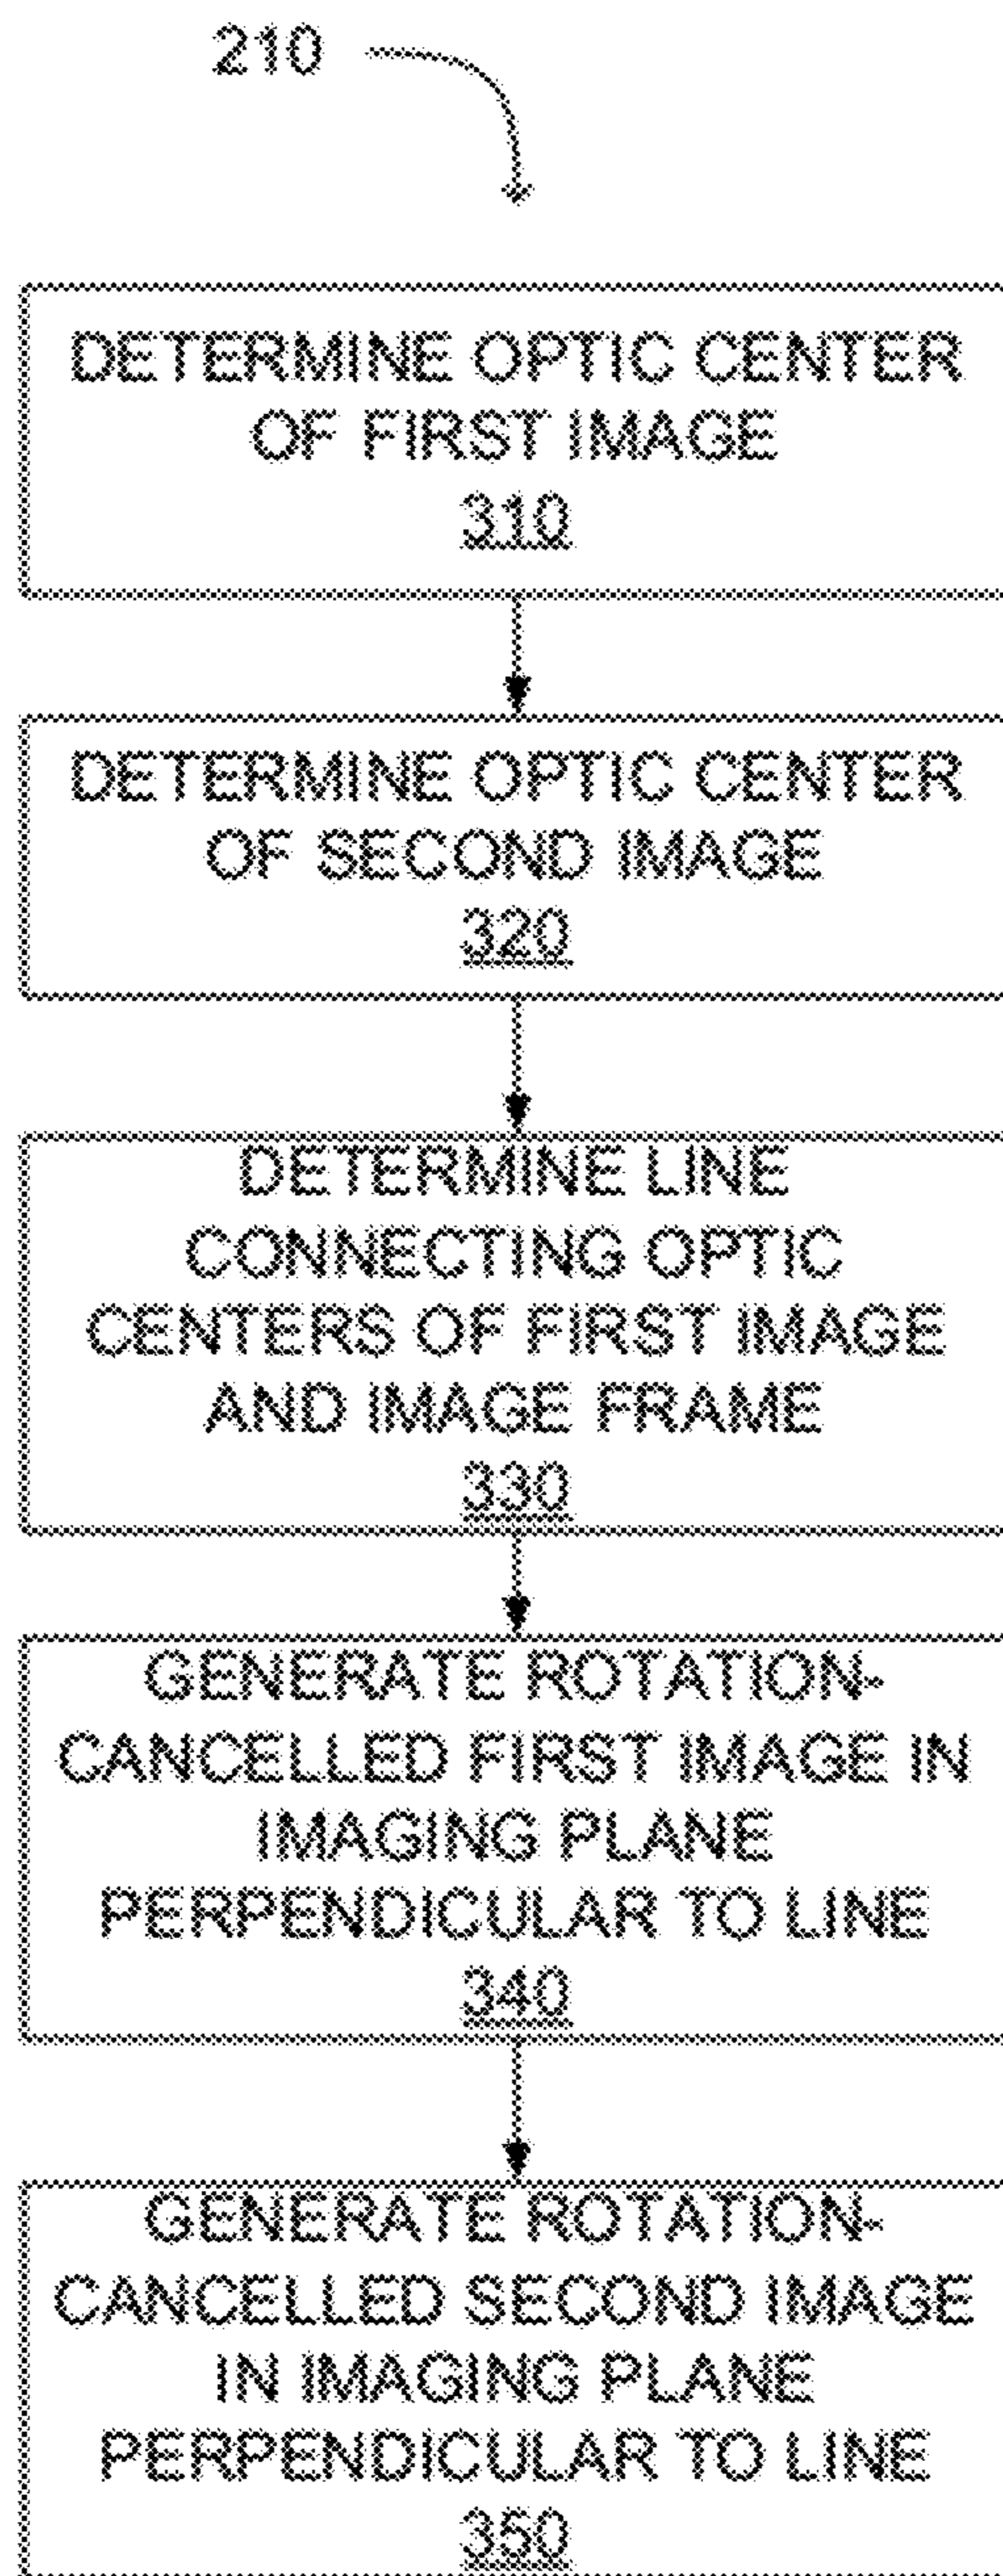 210
DETERMINE OPTIC CENTER
OF FIRST IMAGE
310
DETERMINE OPTIC CENTER
OF SECOND IMAGE
320
DETERMINE LINE
CONNECTING OPTIC
CENTERS OF FIRST IMAGE
AND IMAGE FRAME
330
GENERATE ROTATION-
CANCELLED FIRST IMAGE IN
IMAGING PLANE
PERPENDICULAR TO LINE
340
GENERATE ROTATION-
CANCELLED SECOND IMAGE
IN IMAGING PLANE
PERPENDICULAR TO LINE
350